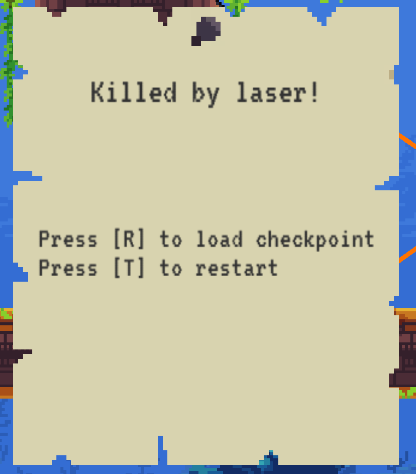 Killed by laser!
Press [R] to load checkpoint
Press [T] to restart